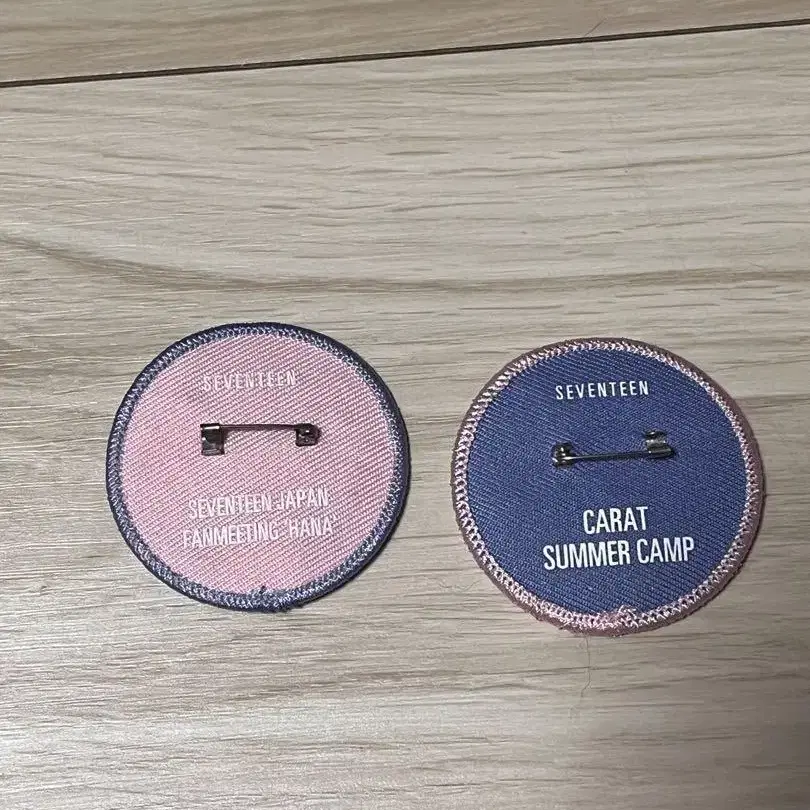 SEVENTEEN
SEVENTEEN JAPAN
FANMEETING 'HANA'
SEVENTEEN
CARAT
SUMMER CAMP